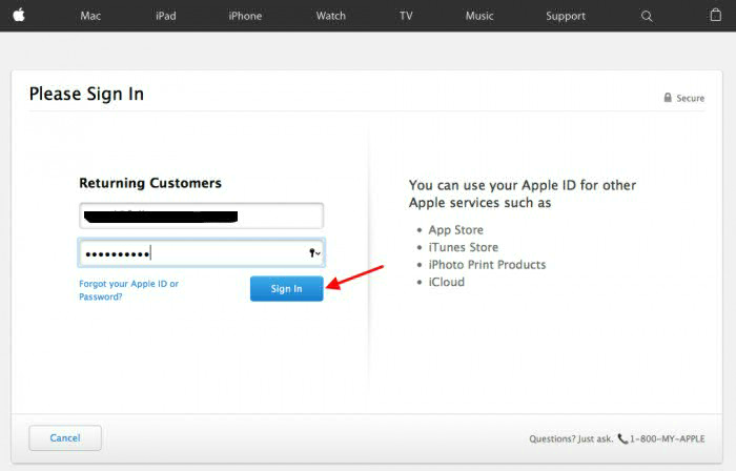 Mac iPad iPhone Watch TV Music Support
Please Sign In
Secure
Returning Customers
Forgot your Apple ID or
Password?
Sign In
You can use your Apple ID for other
Apple services such as
• App Store
• iTunes Store
• iPhoto Print Products
• iCloud
Cancel
Questions? Just ask. 1-800-MY-APPLE